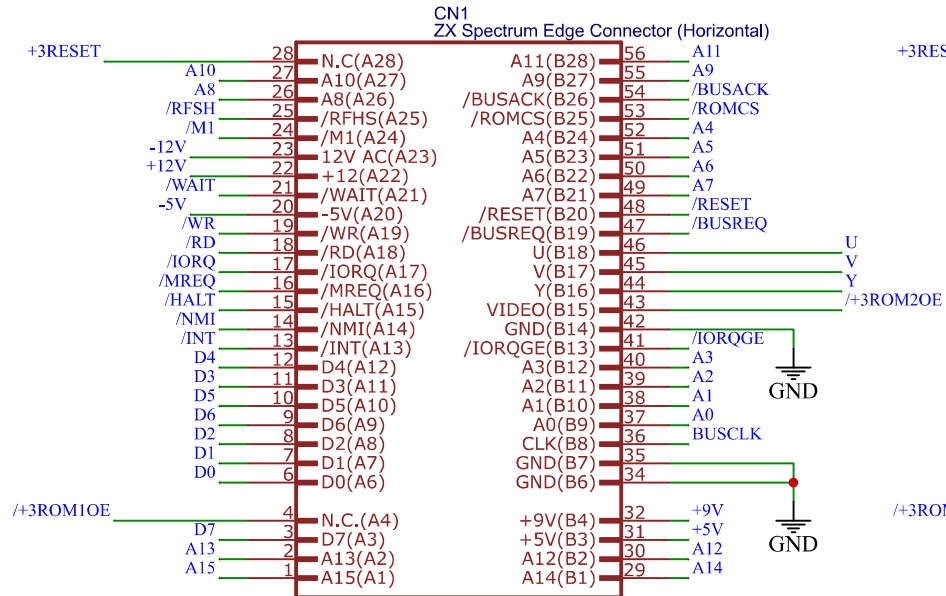 CN1
ZX Spectrum Edge Connector (Horizontal)
+3RESET 28 N.C(A28) A11(B28) 56 A11 +3RES
A10 27 A10(A27) A9(B27) 55 A9
A8 26 A8(A26) /BUSACK(B26) 54 /BUSACK
/RFSH 25 /RFHS(A25) /ROMCS(B25) 53 /ROMCS
/M1 24 /M1(A24) A4(B24) 52 A4
-12V 23 12V AC(A23) A5(B23) 51 A5
+12V 22 +12(A22) A6(B22) 50 A6
/WAIT 21 /WAIT(A21) A7(B21) 49 A7
-5V 20 -5V(A20) /RESET(B20) 48 /RESET
/WR 19 /WR(A19) /BUSREQ(B19) 47 /BUSREQ
/RD 18 /RD(A18) U(B18) 46 U
/IORQ 17 /IORQ(A17) V(B17) 45 V
/MREQ 16 /MREQ(A16) Y(B16) 44 Y
/HALT 15 /HALT(A15) VIDEO(B15) 43 /+3ROM2OE
/NMI 14 /NMI(A14) GND(B14) 42
/INT 13 /INT(A13) /IORQGE(B13) 41 /IORQGE
D4 12 D4(A12) A3(B12) 40 A3
D3 11 D3(A11) A2(B11) 39 A2
GND
D5 10 D5(A10) A1(B10) 38 A1
D6 9 D6(A9) A0(B9) 37 A0
D2 8 D2(A8) CLK(B8) 36 BUSCLK
D1 7 D1(A7) GND(B7) 35
D0 6 D0(A6) GND(B6) 34
/+3ROM1OE 4 N.C.(A4) +9V(B4) 32 +9V /+3ROM
D7 3 D7(A3) +5V(B3) 31 +5V
GND
A13 2 A13(A2) A12(B2) 30 A12
A15 1 A15(A1) A14(B1) 29 A14